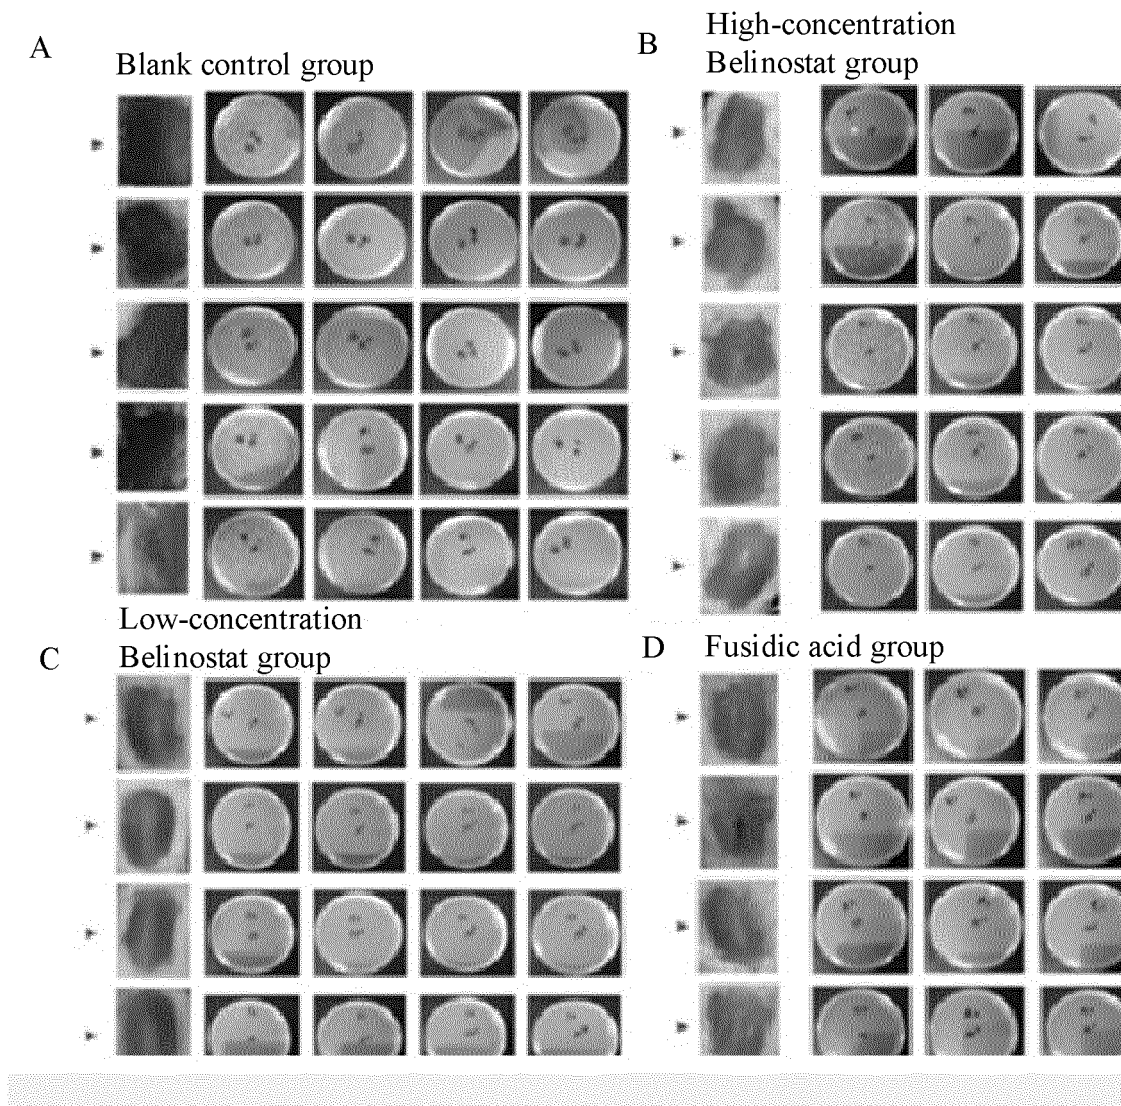 A
Blank control group
B
High-concentration
Belinostat group
C
Low-concentration
Belinostat group
D
Fusidic acid group